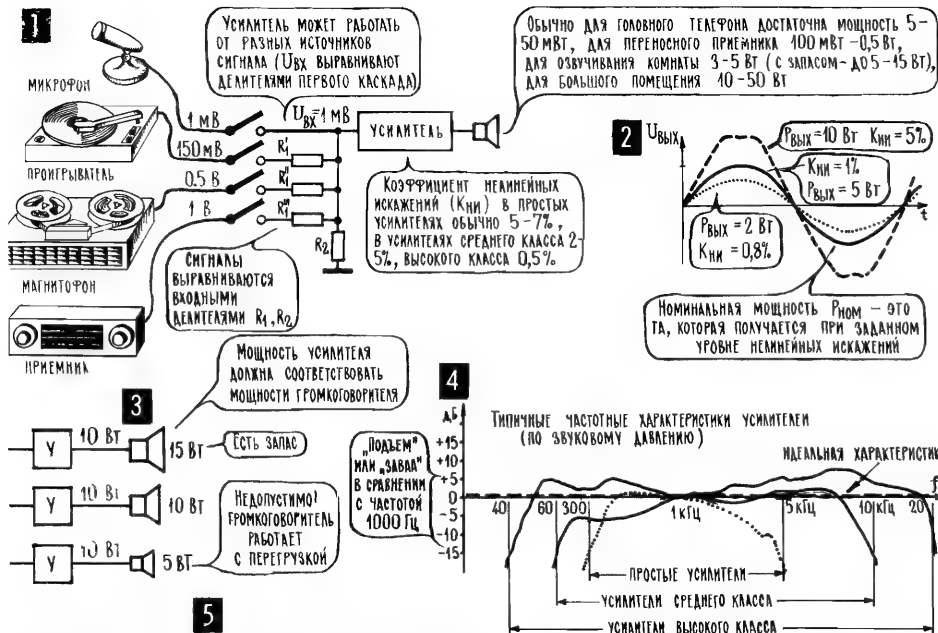 1
УСИЛИТЕЛЬ МОЖЕТ РАБОТАТЬ
ОТ РАЗНЫХ ИСТОЧНИКОВ
СИГНАЛА (UВХ ВЫРАВНИВАЮТ
ДЕЛИТЕЛЯМИ ПЕРВОГО КАСКАДА)
ОБЫЧНО ДЛЯ ГОЛОВНОГО ТЕЛЕФОНА ДОСТАТОЧНА МОЩНОСТЬ 5–
50 МВТ, ДЛЯ ПЕРЕНОСНОГО ПРИЕМНИКА 100 МВТ – 0,5 ВТ,
ДЛЯ ОЗВУЧИВАНИЯ КОМНАТЫ 3–5 ВТ (С ЗАПАСОМ–ДО 5–15 ВТ),
ДЛЯ БОЛЬШОГО ПОМЕЩЕНИЯ 10–50 ВТ
МИКРОФОН
1 МВ
UВХ=1 МВ
УСИЛИТЕЛЬ
150 МВ
R'1
ПРОИГРЫВАТЕЛЬ
0.5 В
R''1
1 В
R'''1
R2
МАГНИТОФОН
ПРИЕМНИК
КОЭФФИЦИЕНТ НЕЛИНЕЙНЫХ
ИСКАЖЕНИЙ (КНИ) В ПРОСТЫХ
УСИЛИТЕЛЯХ ОБЫЧНО 5–7%,
В УСИЛИТЕЛЯХ СРЕДНЕГО КЛАССА 2–
5%, ВЫСОКОГО КЛАССА 0,5%
СИГНАЛЫ
ВЫРАВНИВАЮТСЯ
ВХОДНЫМИ
ДЕЛИТЕЛЯМИ R1, R2
2
UВЫХ
PВЫХ=10 ВТ КНИ=5%
КНИ=1%
PВЫХ=5 ВТ
t
PВЫХ=2 ВТ
КНИ=0,8%
НОМИНАЛЬНАЯ МОЩНОСТЬ PНОМ – ЭТО
ТА, КОТОРАЯ ПОЛУЧАЕТСЯ ПРИ ЗАДАННОМ
УРОВНЕ НЕЛИНЕЙНЫХ ИСКАЖЕНИЙ
3
МОЩНОСТЬ УСИЛИТЕЛЯ
ДОЛЖНА СООТВЕТСТВОВАТЬ
МОЩНОСТИ ГРОМКОГОВОРИТЕЛЯ
У
10 ВТ
15 ВТ
ЕСТЬ ЗАПАС
У
10 ВТ
10 ВТ
У
10 ВТ
5 ВТ
НЕДОПУСТИМО!
ГРОМКОГОВОРИТЕЛЬ
РАБОТАЕТ
С ПЕРЕГРУЗКОЙ
4
ДБ
ТИПИЧНЫЕ ЧАСТОТНЫЕ ХАРАКТЕРИСТИКИ УСИЛИТЕЛЕЙ
(ПО ЗВУКОВОМУ ДАВЛЕНИЮ)
„ПОДЪЕМ"
ИЛИ „ЗАВАЛ"
В СРАВНЕНИИ
С ЧАСТОТОЙ
1000 ГЦ
+15
+10
+5
0
-5
-10
-15
ИДЕАЛЬНАЯ ХАРАКТЕРИСТИК
f
40
60
300
1 КГЦ
5 КГЦ
10 КГЦ
20
ПРОСТЫЕ УСИЛИТЕЛИ
УСИЛИТЕЛИ СРЕДНЕГО КЛАССА
УСИЛИТЕЛИ ВЫСОКОГО КЛАССА
5